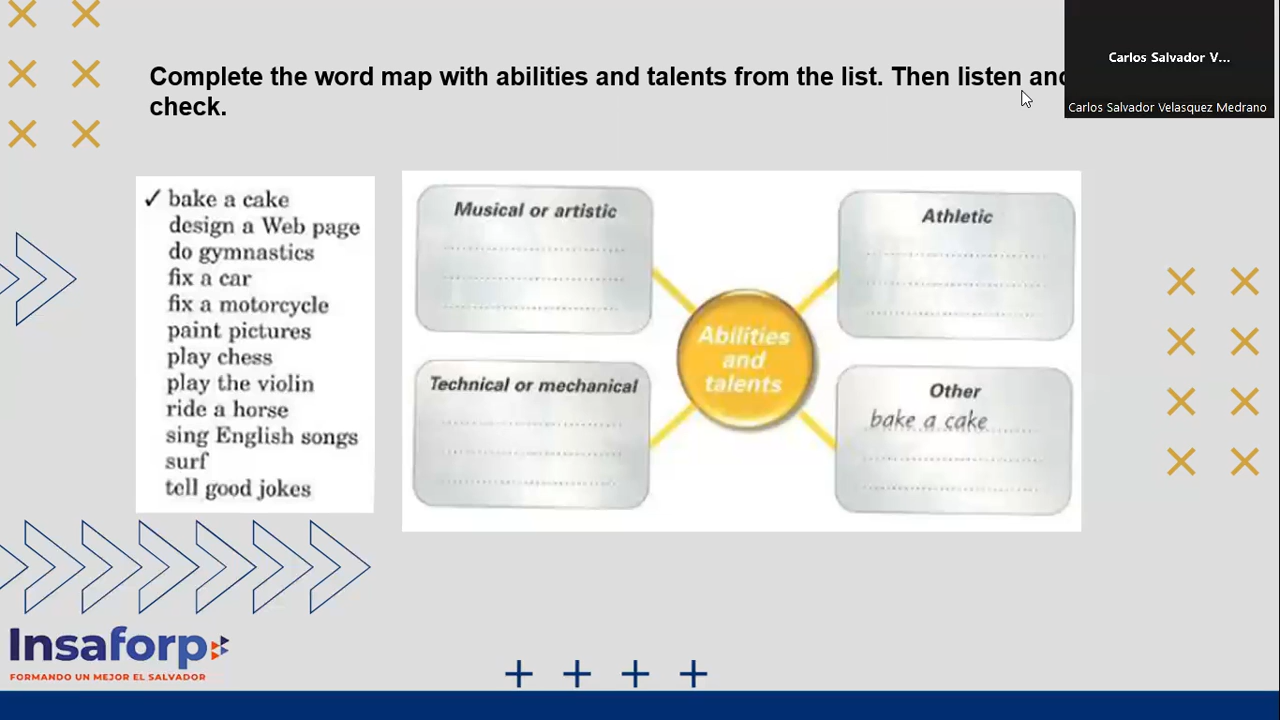 Complete the word map with abilities and talents from the list. Then listen and
check.
Carlos Salvador V...
Carlos Salvador Velasquez Medrano
✓ bake a cake
design a Web page
do gymnastics
fix a car
fix a motorcycle
paint pictures
play chess
play the violin
ride a horse
sing English songs
surf
tell good jokes
Musical or artistic
Athletic
Abilities
and
talents
Technical or mechanical
Other
bake a cake
Insaforp
FORMANDO UN MEJOR EL SALVADOR